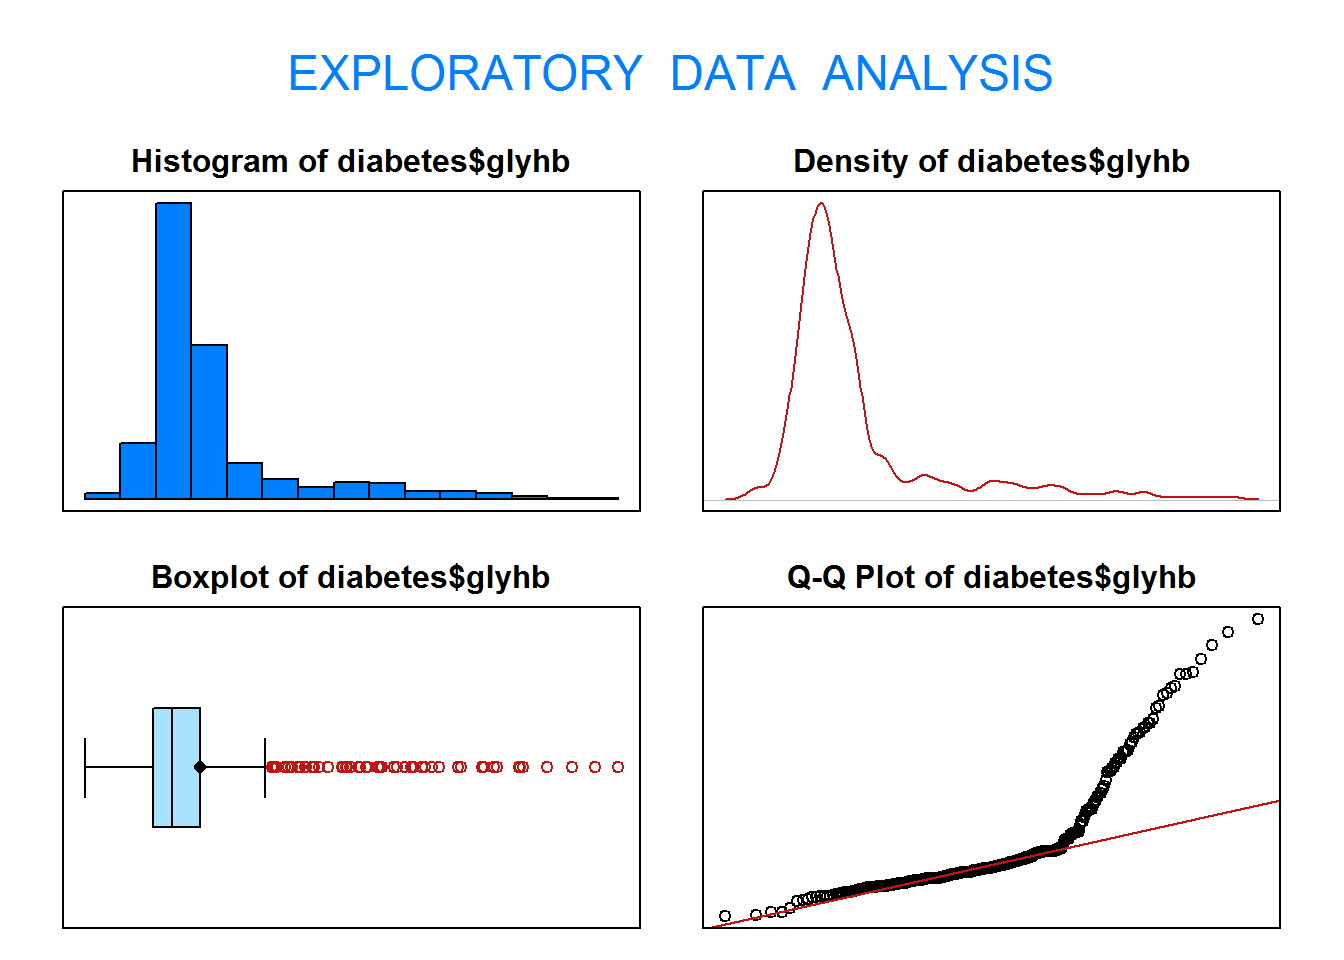 EXPLORATORY DATA ANALYSIS
Histogram of diabetes$glyhb
Density of diabetes$glyhb
Boxplot of diabetes$glyhb
Q-Q Plot of diabetes$glyhb